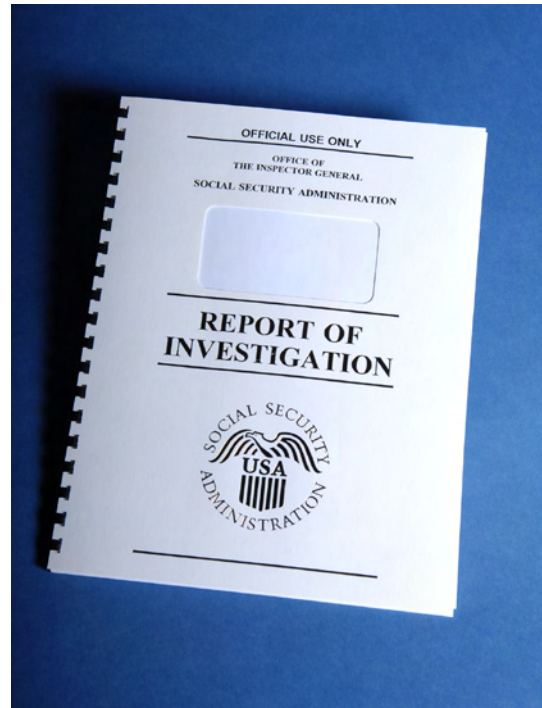 OFFICIAL USE ONLY
OFFICE OF
THE INSPECTOR GENERAL
SOCIAL SECURITY ADMINISTRATION
REPORT OF
INVESTIGATION
SOCIAL SECURITY
USA
ADMINISTRATION